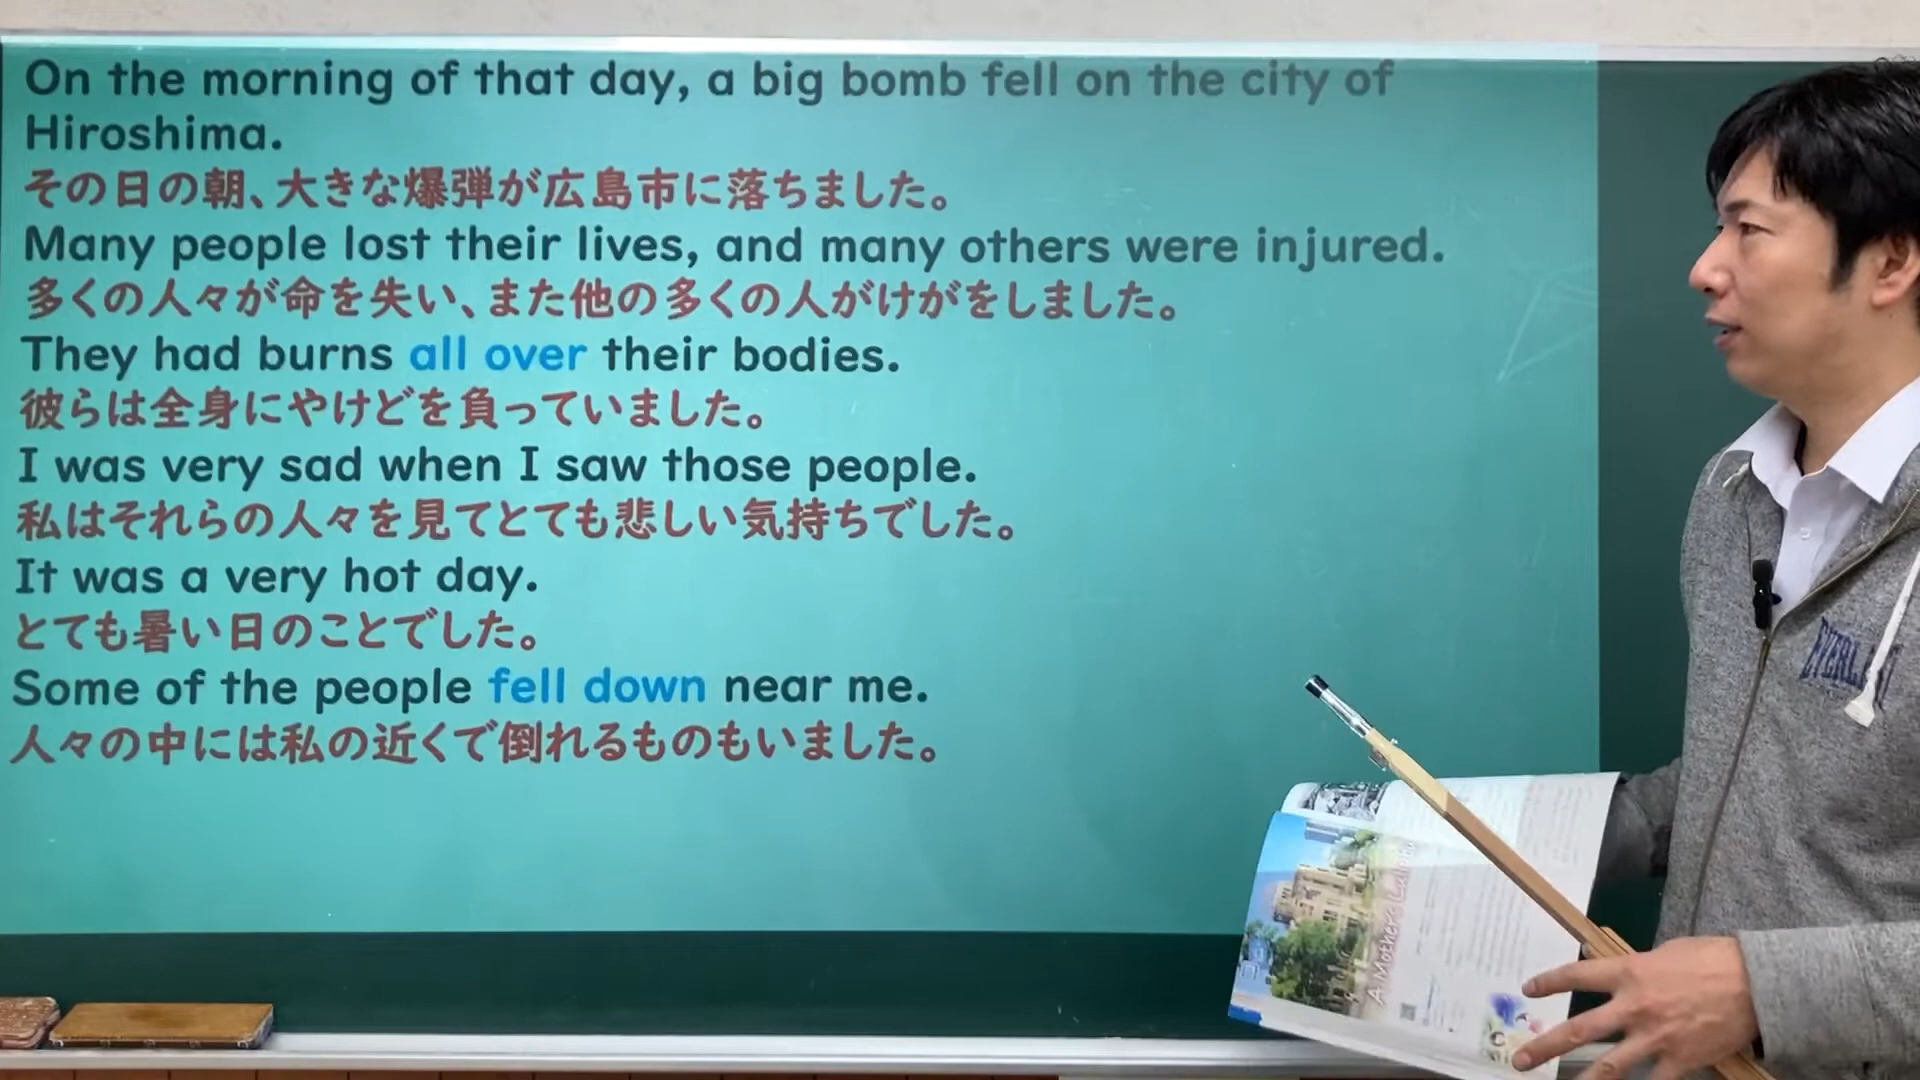 On the morning of that day, a big bomb fell on the city of
Hiroshima.
その日の朝、大きな爆弾が広島市に落ちました。
Many people lost their lives, and many others were injured.
多くの人々が命を失い、また他の多くの人がけがをしました。
They had burns all over their bodies.
彼らは全身にやけどを負っていました。
I was very sad when I saw those people.
私はそれらの人々を見てとても悲しい気持ちでした。
It was a very hot day.
とても暑い日のことでした。
Some of the people fell down near me.
人々の中には私の近くで倒れるものもいました。
A Mother's Lullaby